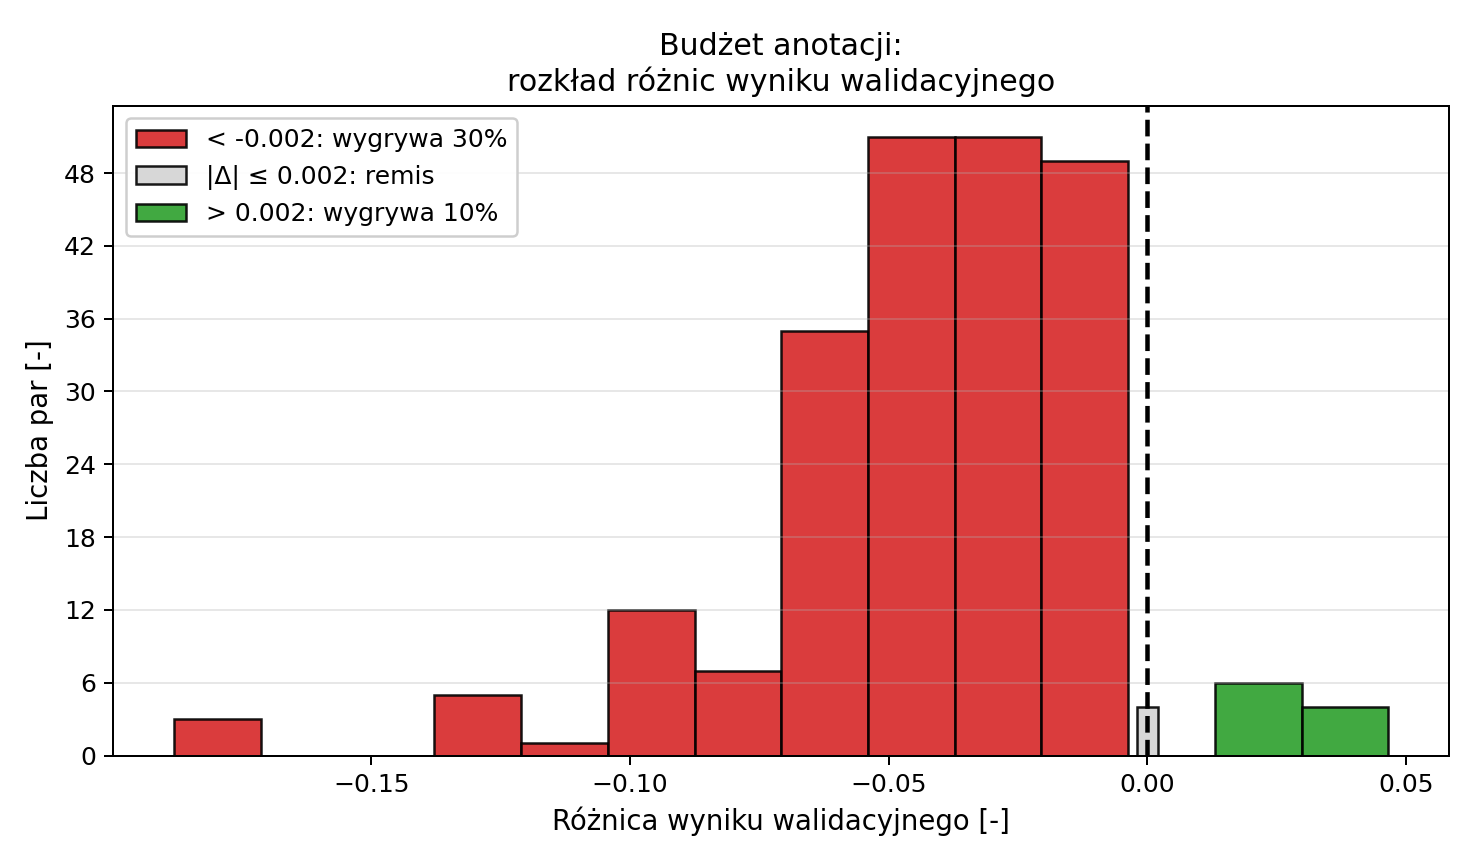 Budżet anotacji:
rozkład różnic wyniku walidacyjnego
< -0.002: wygrywa 30%
|Δ| ≤ 0.002: remis
> 0.002: wygrywa 10%
Liczba par [-]
48
42
36
30
24
18
12
6
0
−0.15
−0.10
−0.05
0.00
0.05
Różnica wyniku walidacyjnego [-]